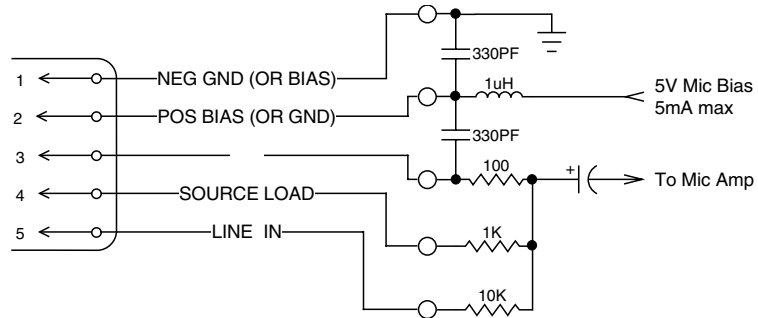 330PF
1 NEG GND (OR BIAS)
1uH
5V Mic Bias
5mA max
2 POS BIAS (OR GND)
330PF
3
100
+
To Mic Amp
4 SOURCE LOAD
1K
5 LINE IN
10K